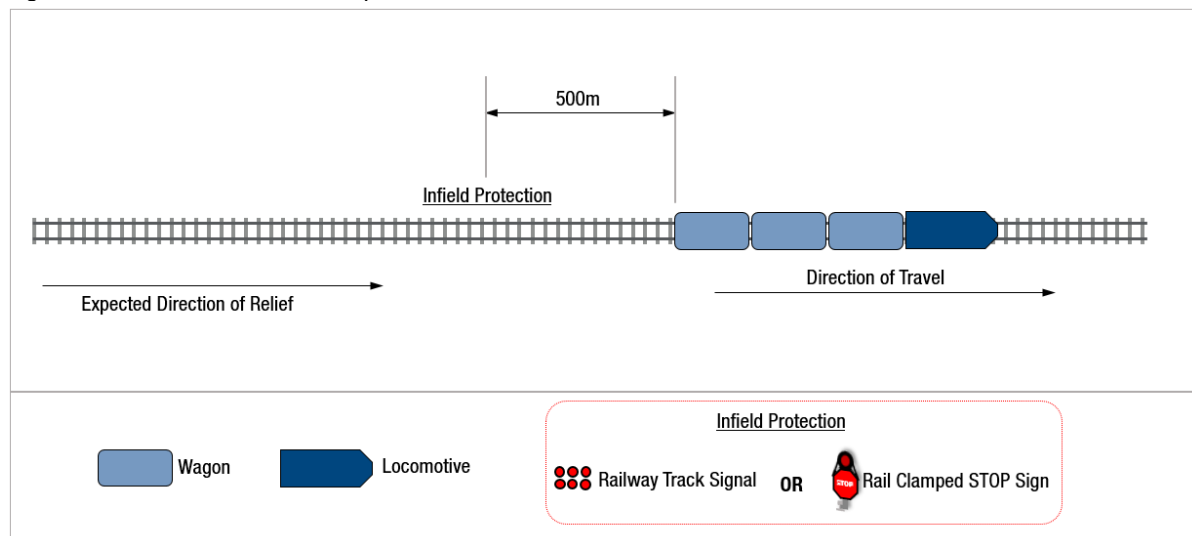 500m
Infield Protection
Expected Direction of Relief
Direction of Travel
Infield Protection
Wagon
Locomotive
Railway Track Signal OR STOP Rail Clamped STOP Sign